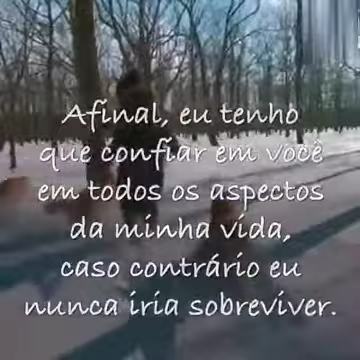 Afinal, eu tenho
que confiar em você
em todos os aspectos
da minha vida,
caso contrário eu
nunca iria sobreviver.